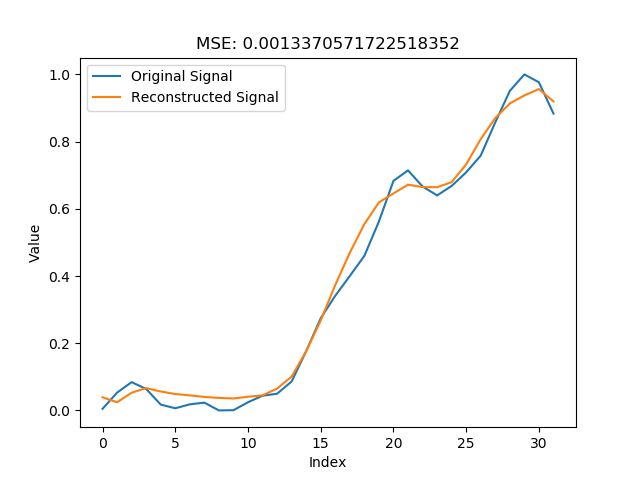 MSE: 0.0013370571722518352
Original Signal
Reconstructed Signal
1.0
0.8
0.6
0.4
0.2
0.0
Value
0 5 10 15 20 25 30
Index